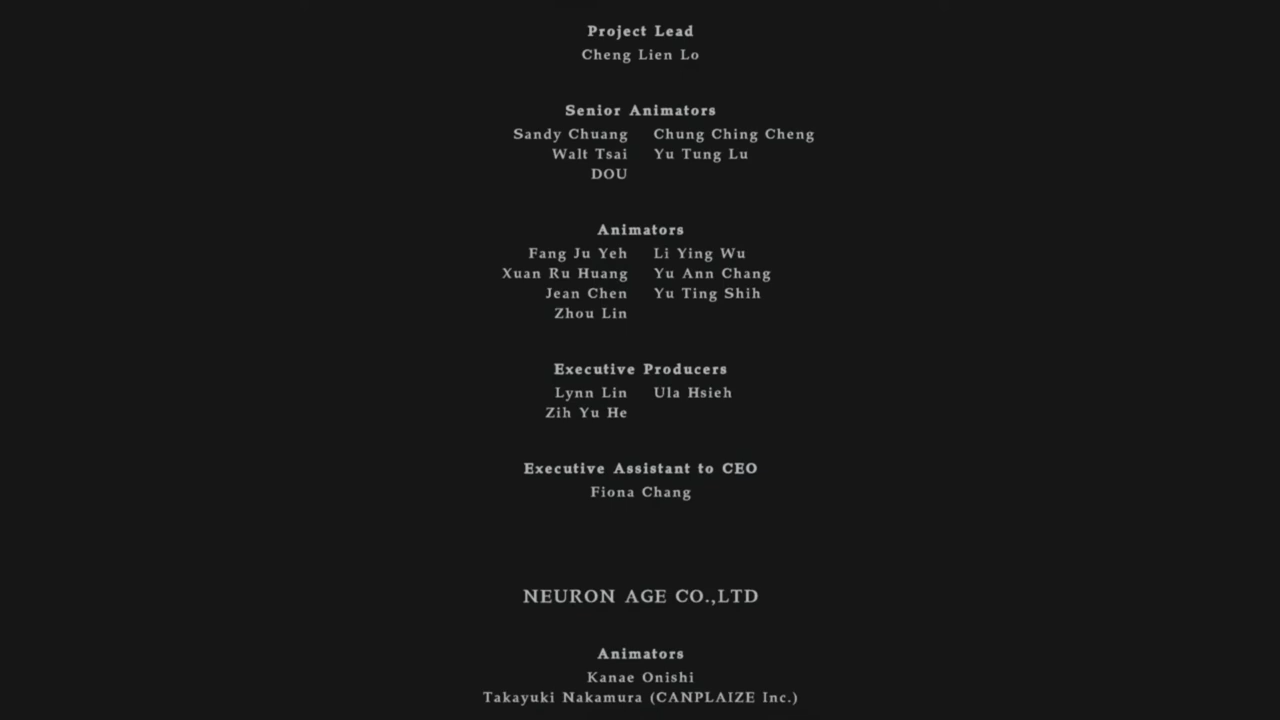 Project Lead
Cheng Lien Lo
Senior Animators
Sandy Chuang Chung Ching Cheng
Walt Tsai Yu Tung Lu
DOU
Animators
Fang Ju Yeh Li Ying Wu
Xuan Ru Huang Yu Ann Chang
Jean Chen Yu Ting Shih
Zhou Lin
Executive Producers
Lynn Lin Ula Hsieh
Zih Yu He
Executive Assistant to CEO
Fiona Chang
NEURON AGE CO.,LTD
Animators
Kanae Onishi
Takayuki Nakamura (CANPLAIZE Inc.)